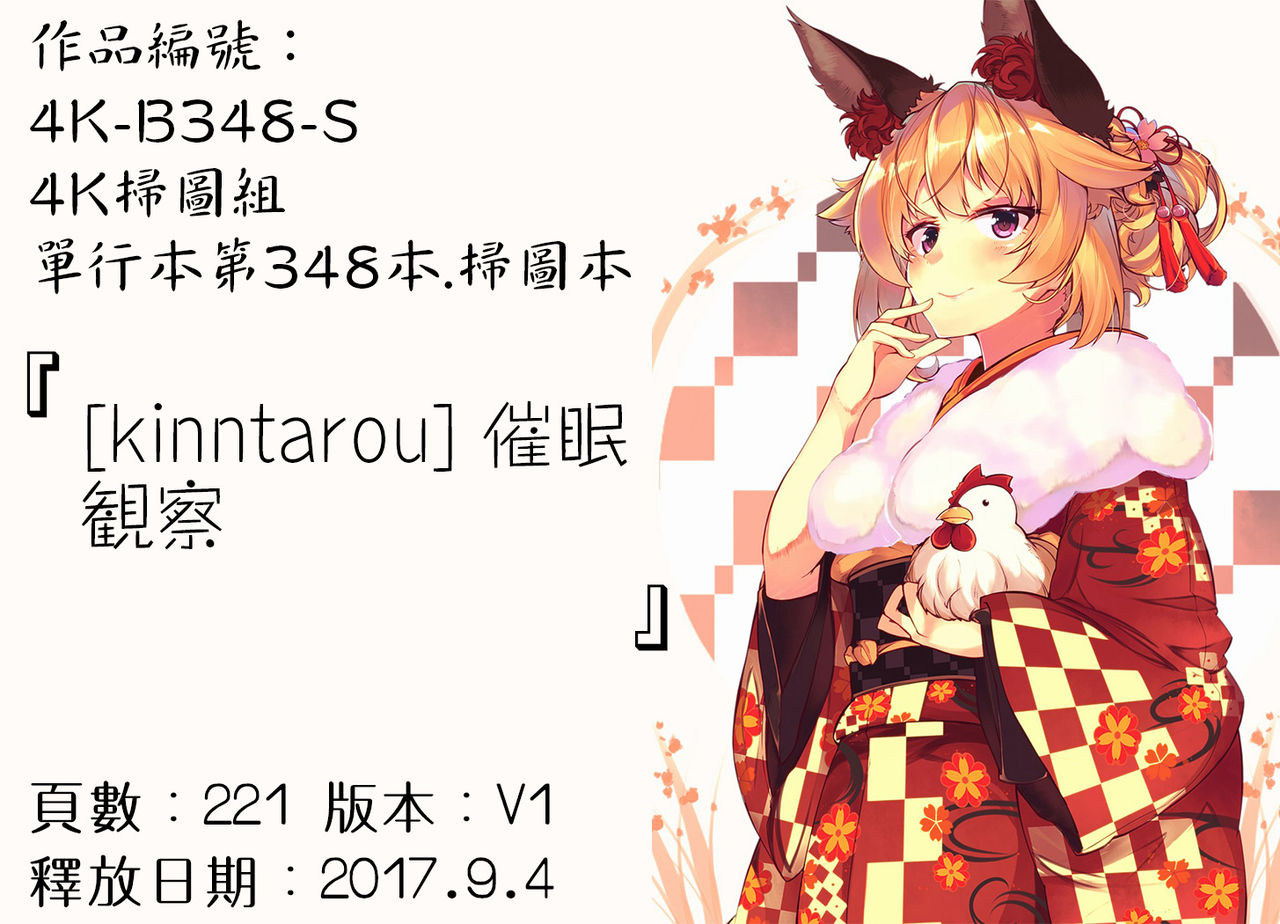 作品編號：
4K-B348-S
4K掃圖組
單行本第348本.掃圖本
『
[kinntarou] 催眠
観察
』
頁數：221 版本：V1
釋放日期：2017.9.4